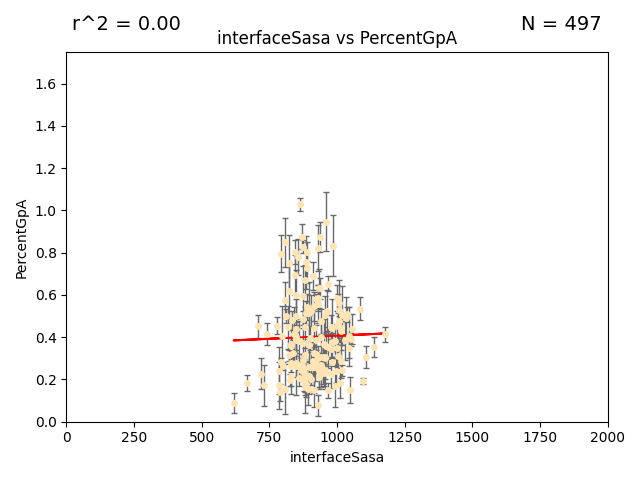 r^2 = 0.00
N = 497
interfaceSasa vs PercentGpA
PercentGpA
1.6
1.4
1.2
1.0
0.8
0.6
0.4
0.2
0.0
0 250 500 750 1000 1250 1500 1750 2000
interfaceSasa